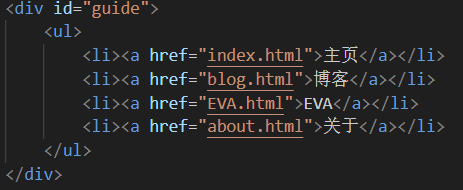 <div id="guide">
    <ul>
        <li><a href="index.html">主页</a></li>
        <li><a href="blog.html">博客</a></li>
        <li><a href="EVA.html">EVA</a></li>
        <li><a href="about.html">关于</a></li>
    </ul>
</div>